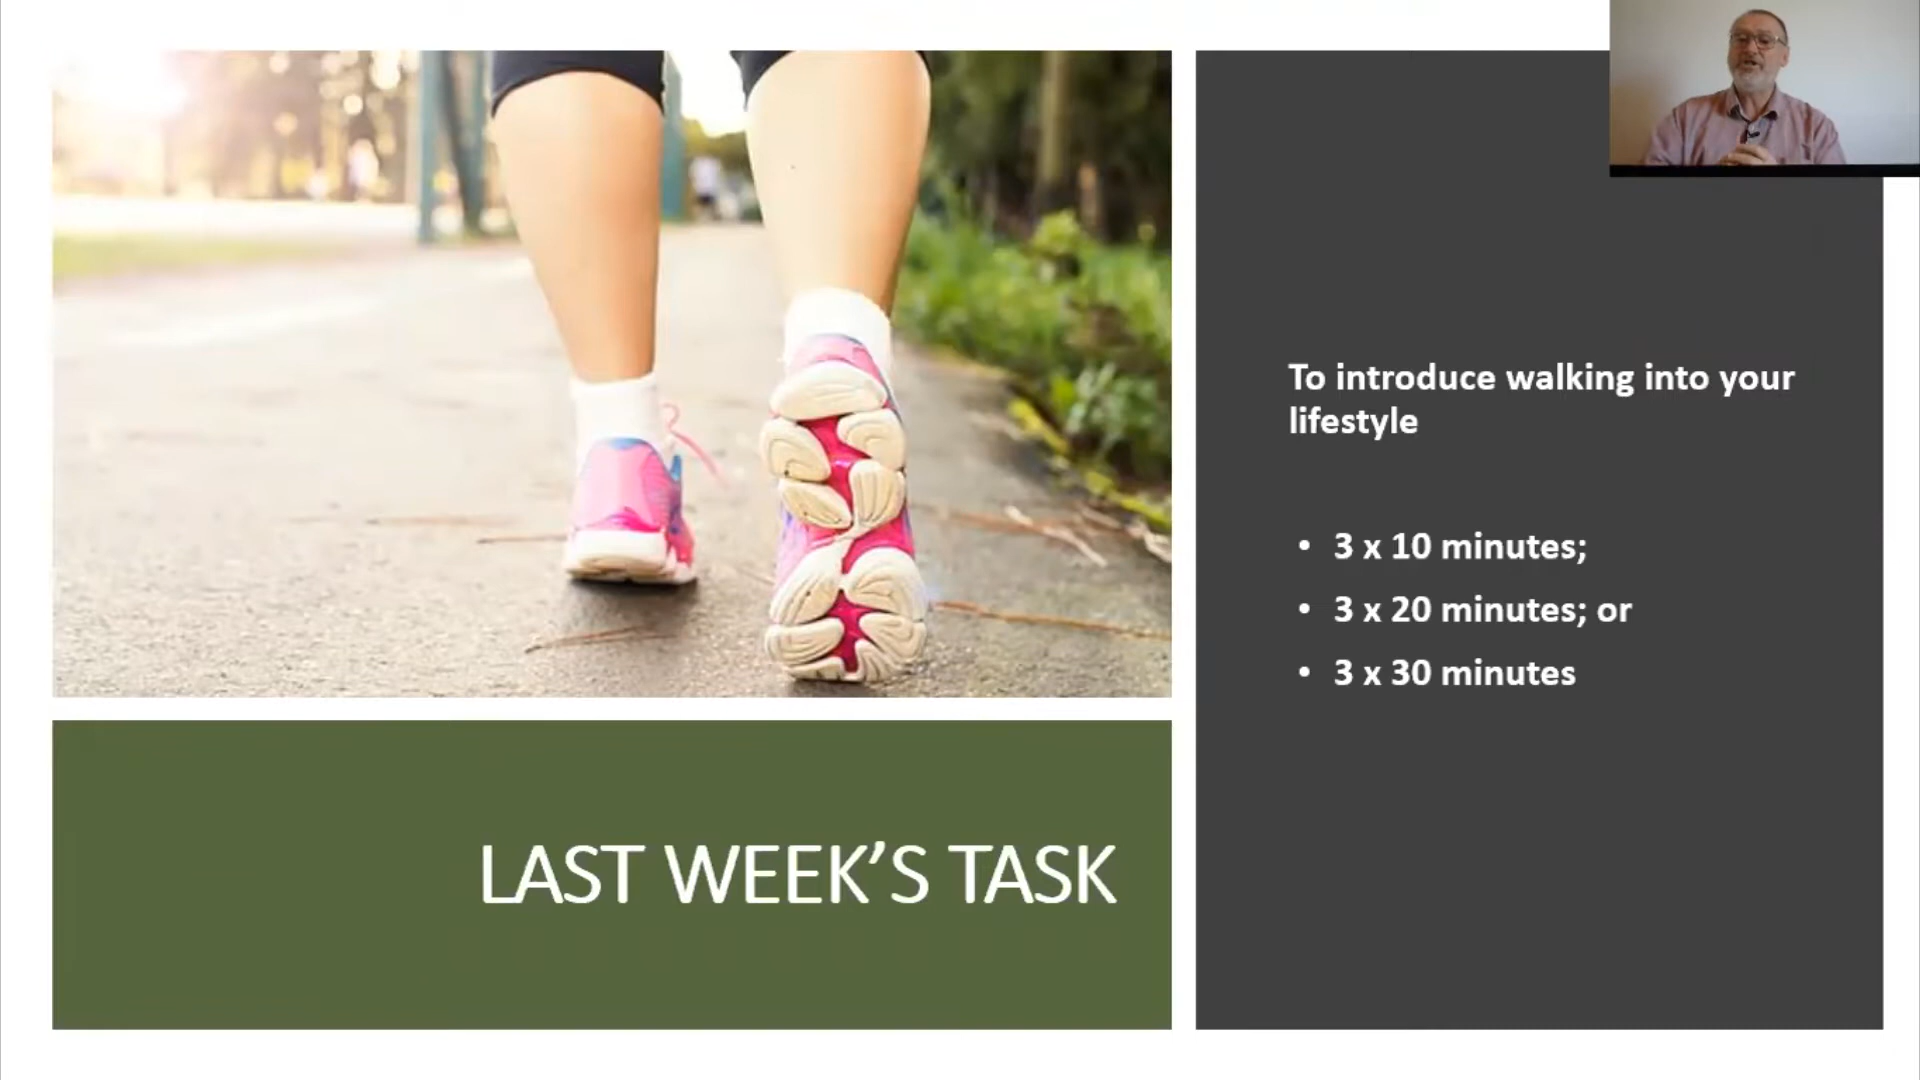 To introduce walking into your
lifestyle
• 3 x 10 minutes;
• 3 x 20 minutes; or
• 3 x 30 minutes
LAST WEEK’S TASK